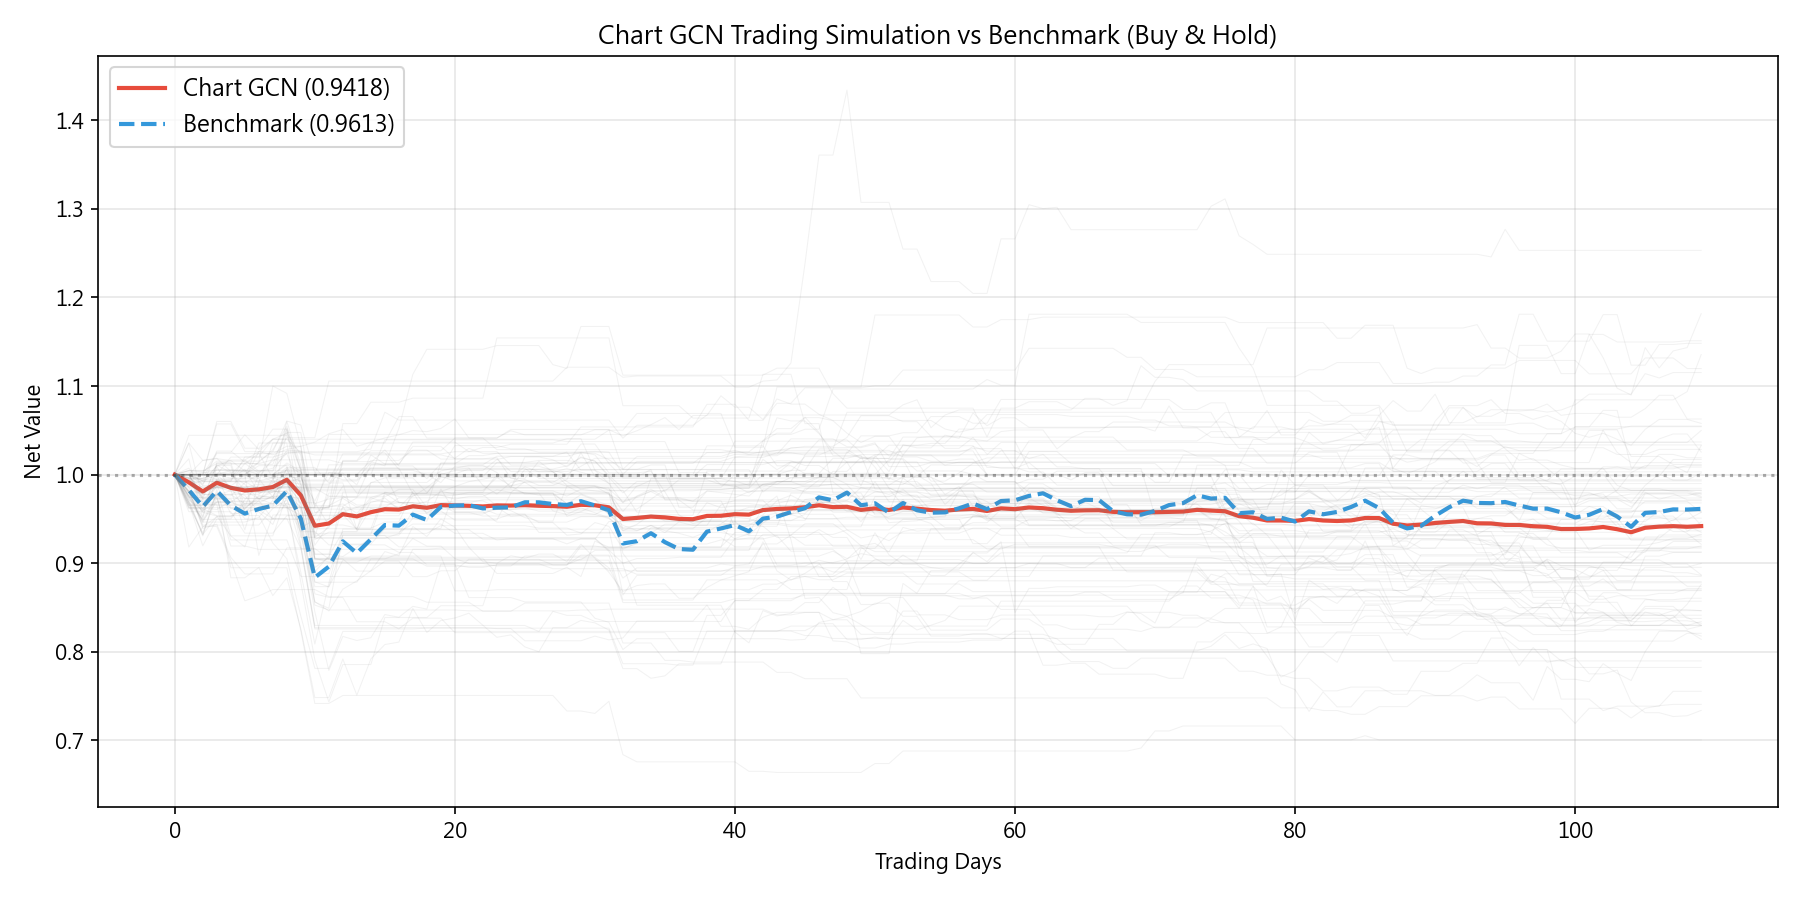 Chart GCN Trading Simulation vs Benchmark (Buy & Hold)
Chart GCN (0.9418)
Benchmark (0.9613)
Net Value
1.4
1.3
1.2
1.1
1.0
0.9
0.8
0.7
0 20 40 60 80 100
Trading Days